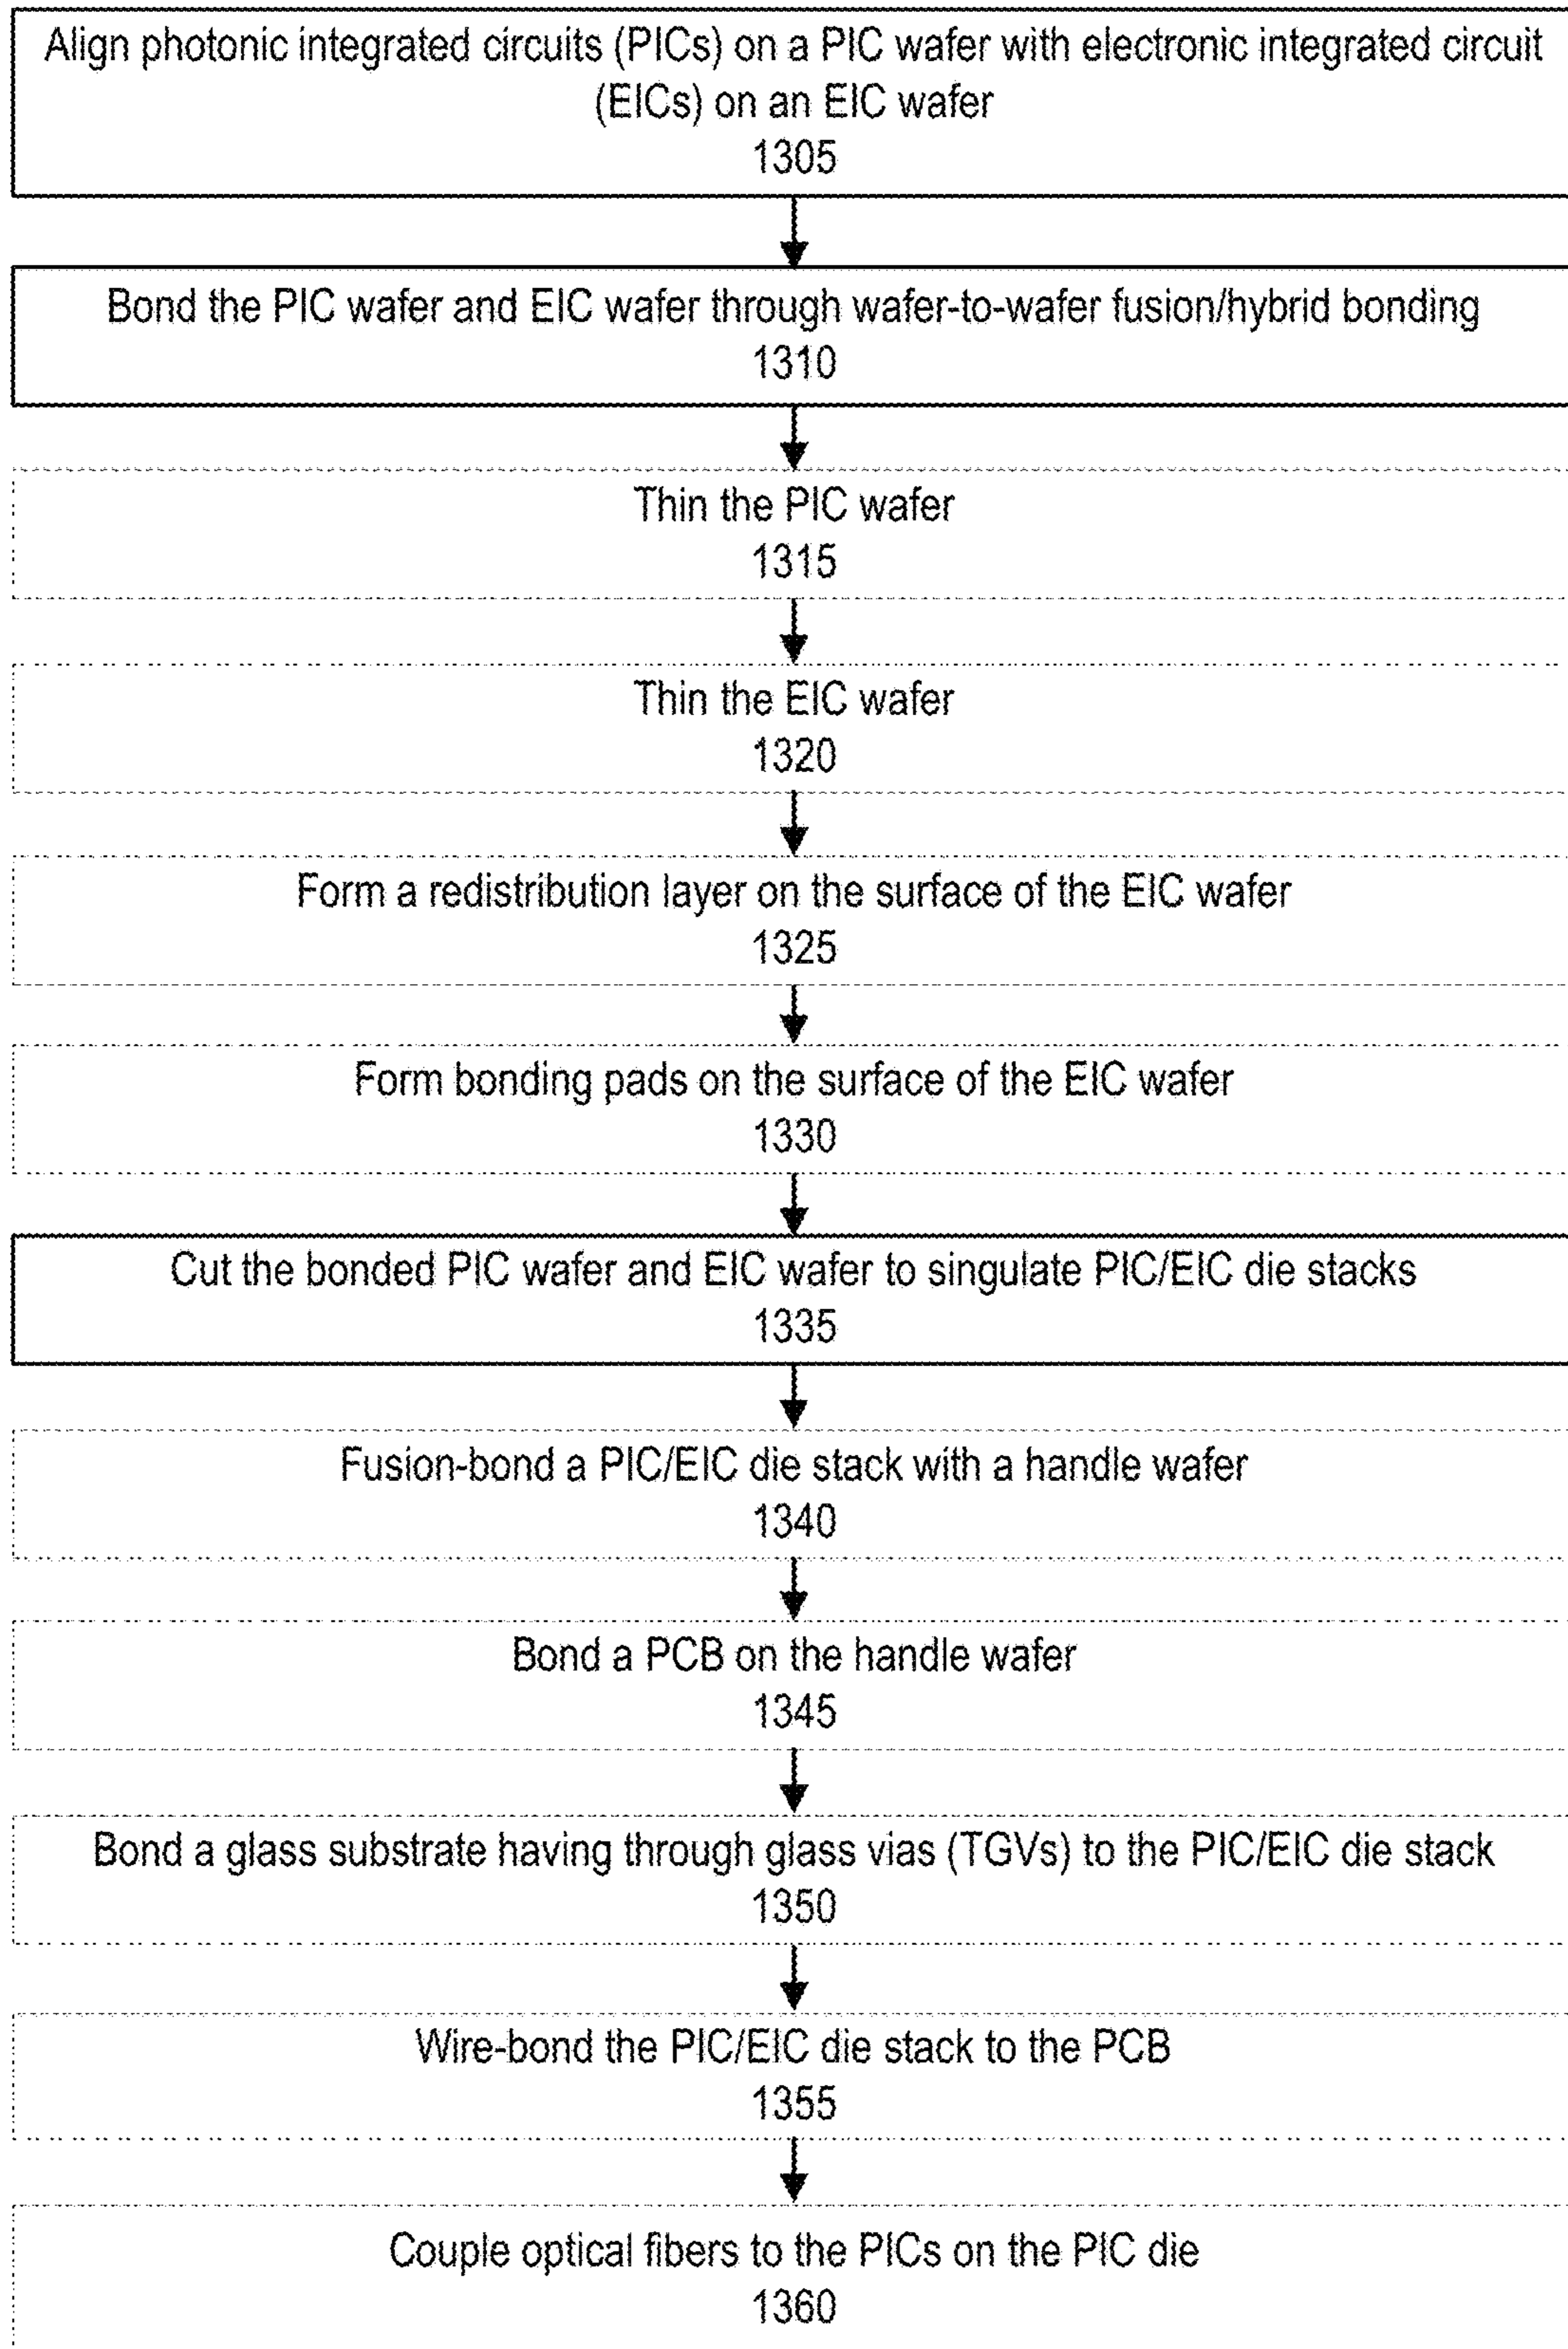 Align photonic integrated circuits (PICs) on a PIC wafer with electronic integrated circuit
(EICs) on an EIC wafer
1305
Bond the PIC wafer and EIC wafer through wafer-to-wafer fusion/hybrid bonding
1310
Thin the PIC wafer
1315
Thin the EIC wafer
1320
Form a redistribution layer on the surface of the EIC wafer
1325
Form bonding pads on the surface of the EIC wafer
1330
Cut the bonded PIC wafer and EIC wafer to singulate PIC/EIC die stacks
1335
Fusion-bond a PIC/EIC die stack with a handle wafer
1340
Bond a PCB on the handle wafer
1345
Bond a glass substrate having through glass vias (TGVs) to the PIC/EIC die stack
1350
Wire-bond the PIC/EIC die stack to the PCB
1355
Couple optical fibers to the PICs on the PIC die
1360